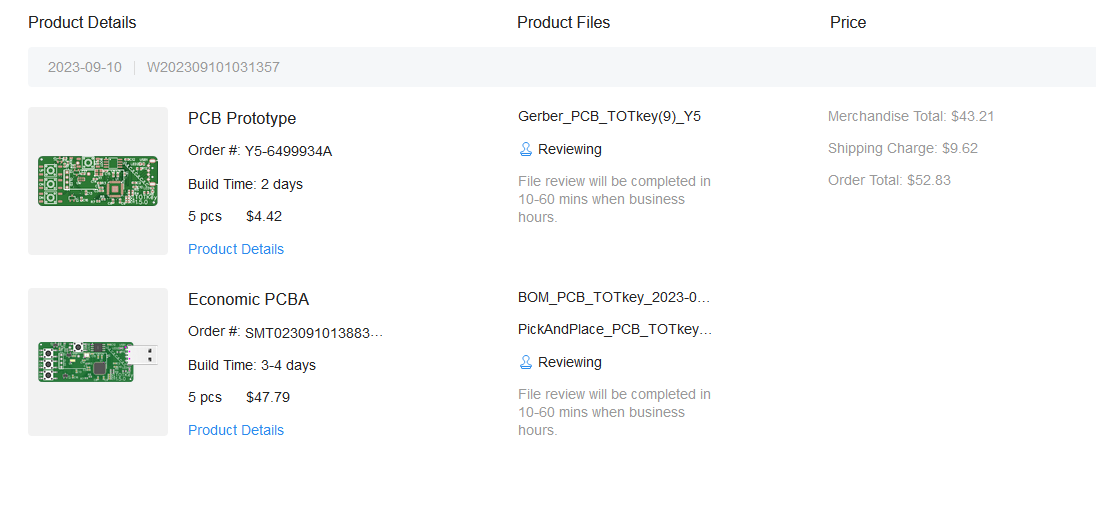 Product Details
Product Files
Price
2023-09-10 | W202309101031357
PCB Prototype
Order #: Y5-6499934A
Build Time: 2 days
5 pcs $4.42
Product Details
Gerber_PCB_TOTkey(9)_Y5
Reviewing
File review will be completed in
10-60 mins when business
hours.
Merchandise Total: $43.21
Shipping Charge: $9.62
Order Total: $52.83
Economic PCBA
Order #: SMT023091013883...
Build Time: 3-4 days
5 pcs $47.79
Product Details
BOM_PCB_TOTkey_2023-0...
PickAndPlace_PCB_TOTkey...
Reviewing
File review will be completed in
10-60 mins when business
hours.